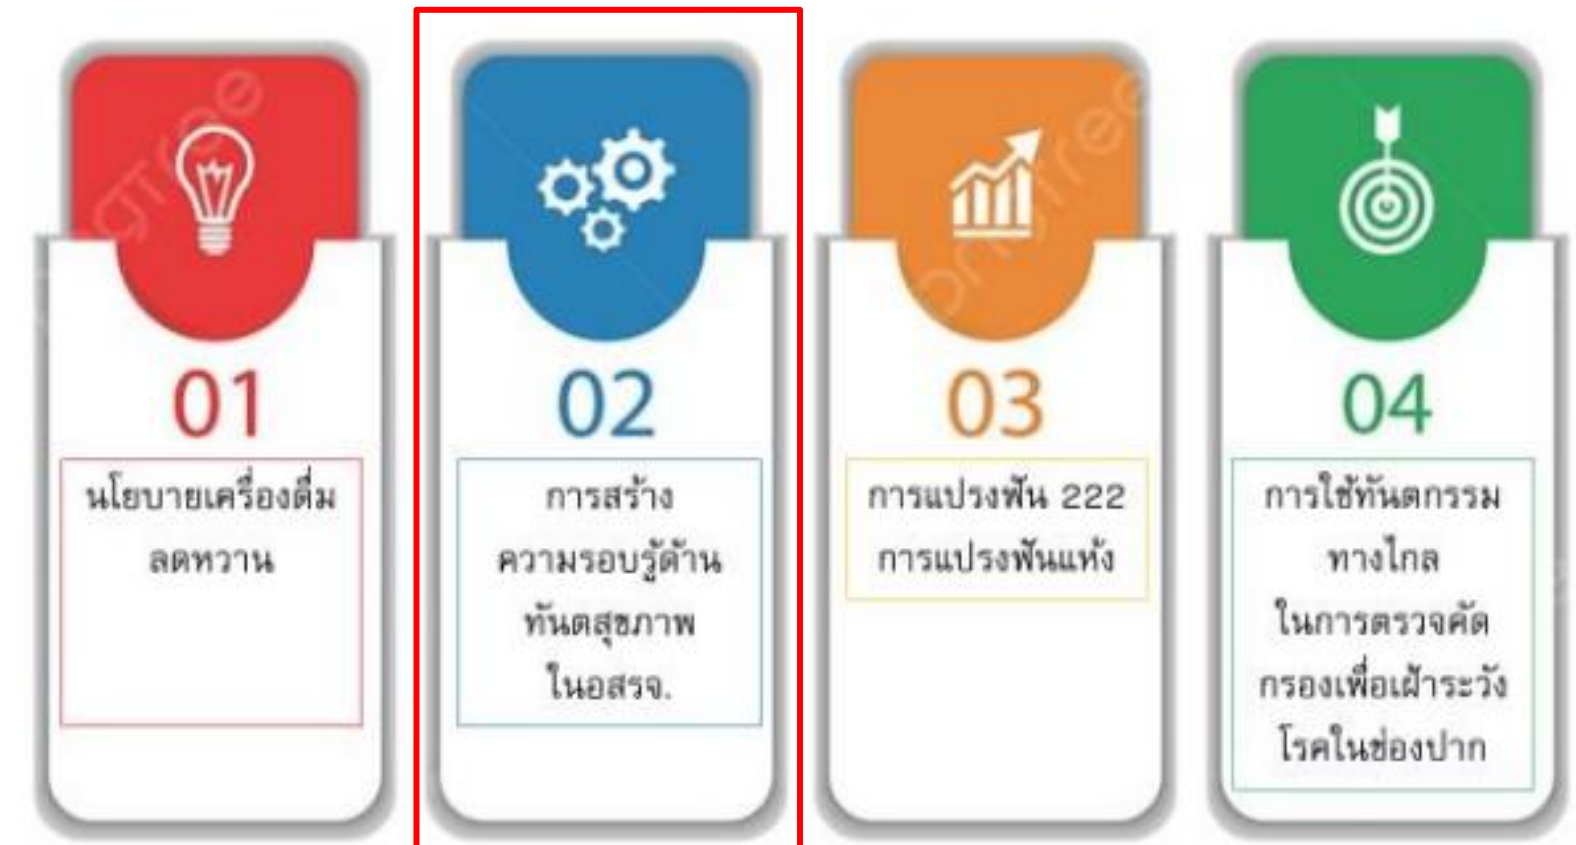 01
นโยบายเครื่องดื่ม
ลดหวาน
02
การสร้าง
ความรอบรู้ด้าน
ทันตสุขภาพ
ในอสรจ.
03
การแปรงฟัน 222
การแปรงฟันแห้ง
04
การใช้ทันตกรรม
ทางไกล
ในการตรวจคัด
กรองเพื่อเฝ้าระวัง
โรคในช่องปาก